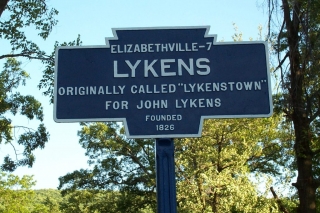 ELIZABETHVILLE-7
LYKENS
ORIGINALLY CALLED "LYKENSTOWN"
FOR JOHN LYKENS
FOUNDED
1826